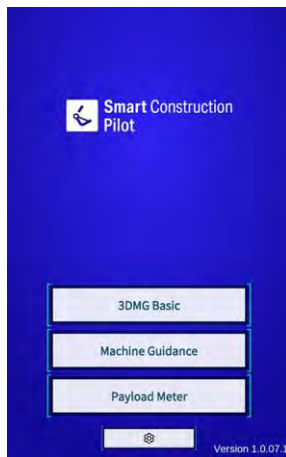 Smart Construction
Pilot
3DMG Basic
Machine Guidance
Payload Meter
Version 1.0.07.1